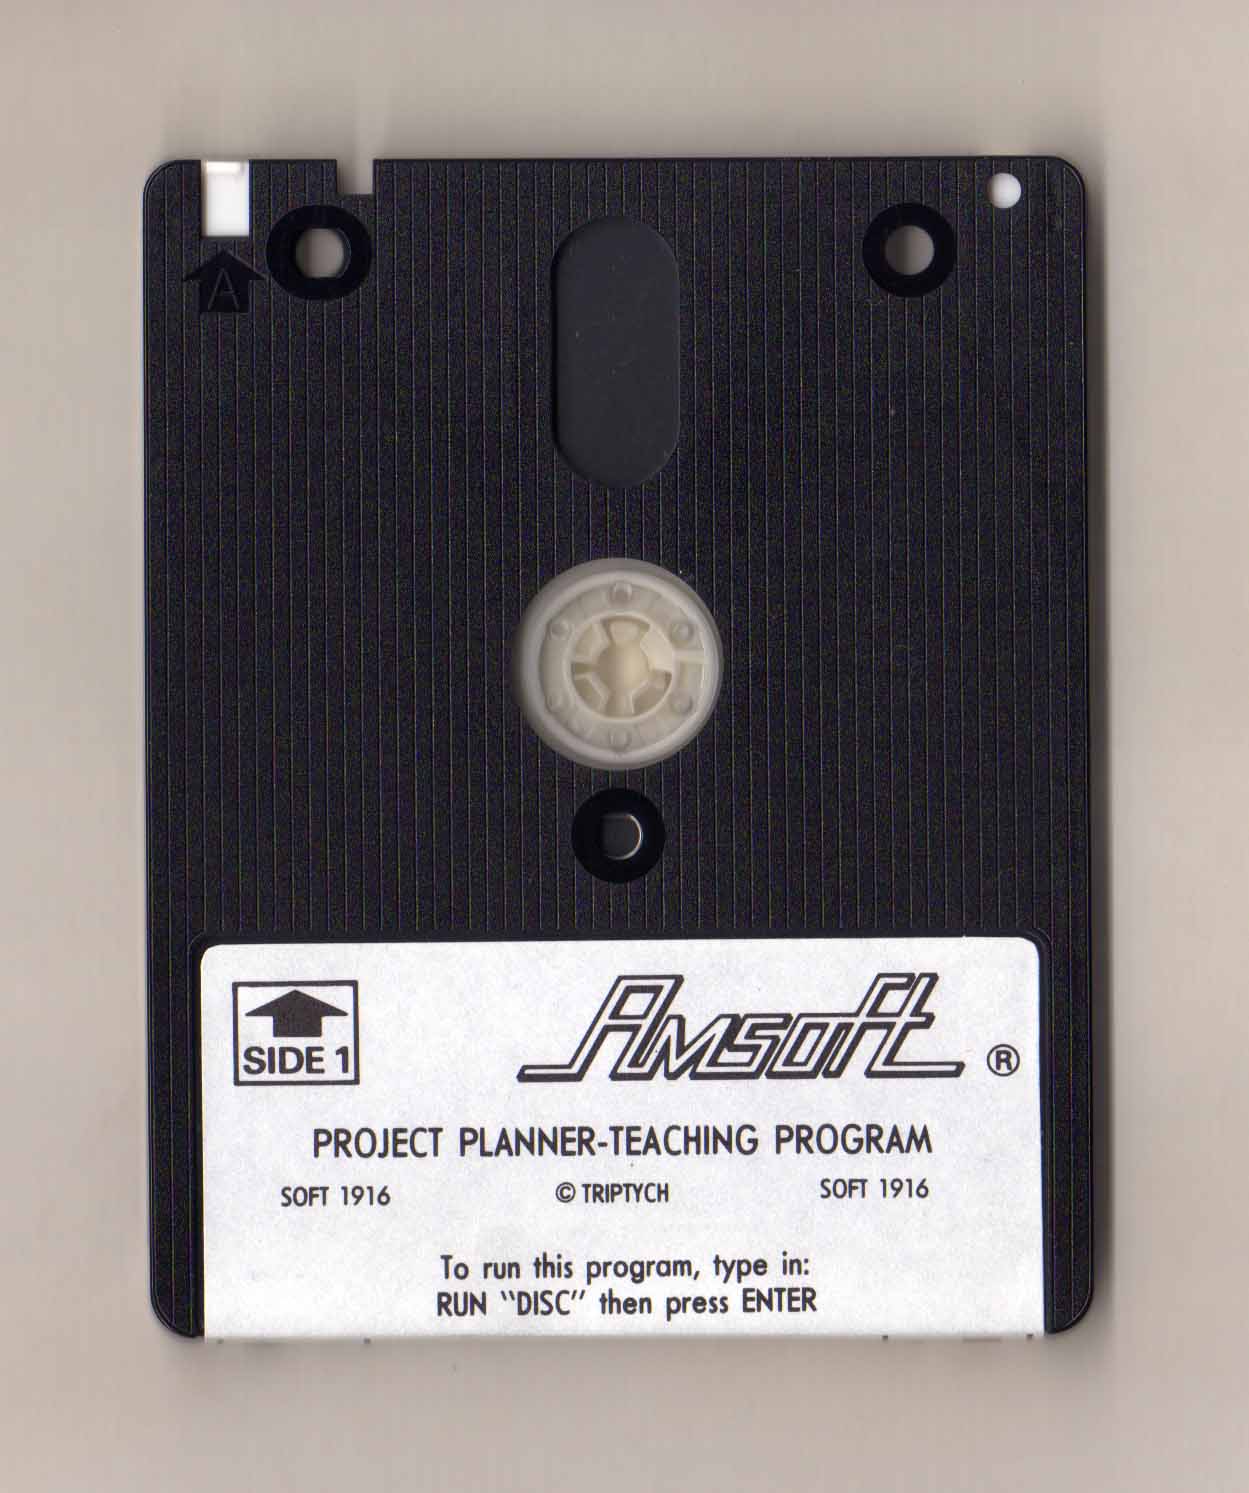 A
SIDE 1
Amsoft ®
PROJECT PLANNER-TEACHING PROGRAM
SOFT 1916 © TRIPTYCH SOFT 1916
To run this program, type in:
RUN "DISC" then press ENTER